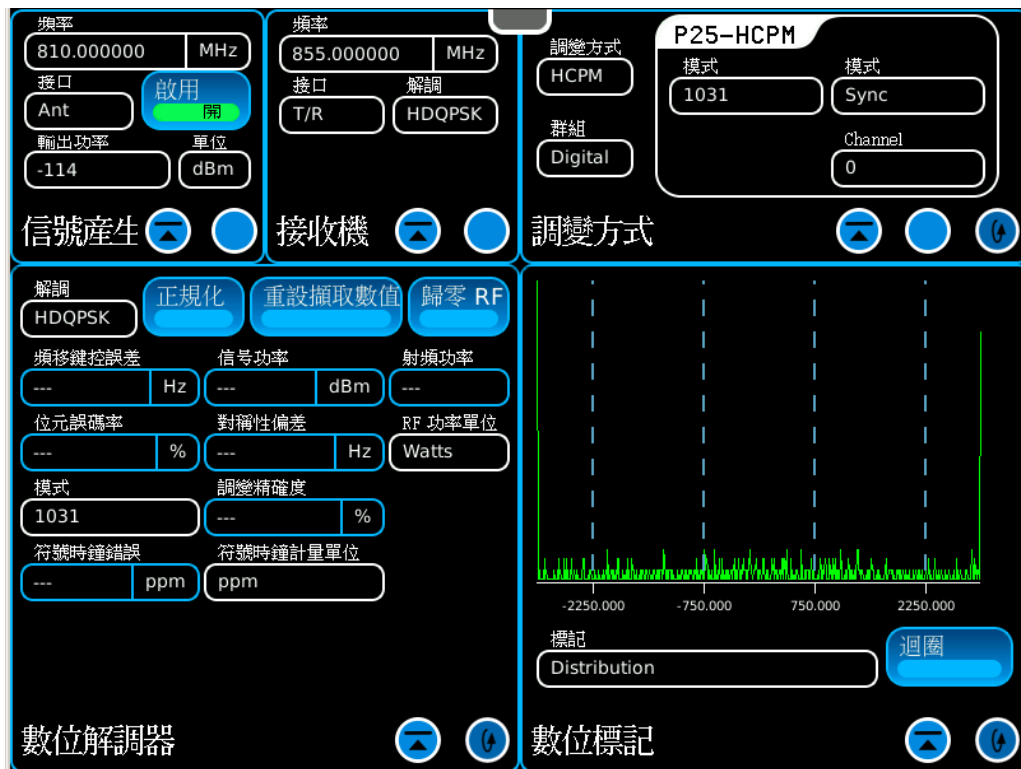 頻率
810.000000 MHz
接口
Ant
啟用
開
輸出功率 單位
-114 dBm
信號産生
頻率
855.000000 MHz
接口 解調
T/R HDQPSK
接收機
調變方式
HCPM
群組
Digital
P25-HCPM
模式 模式
1031 Sync
Channel
0
調變方式
解調
HDQPSK
正規化 重設擷取數值 歸零 RF
頻移鍵控誤差 信号功率 射頻功率
--- Hz --- dBm ---
位元誤碼率 對稱性偏差 RF 功率單位
--- % --- Hz Watts
模式 調變精確度
1031 --- %
符號時鐘錯誤 符號時鐘計量單位
--- ppm ppm
數位解調器
-2250.000 -750.000 750.000 2250.000
標記
Distribution
迴圈
數位標記